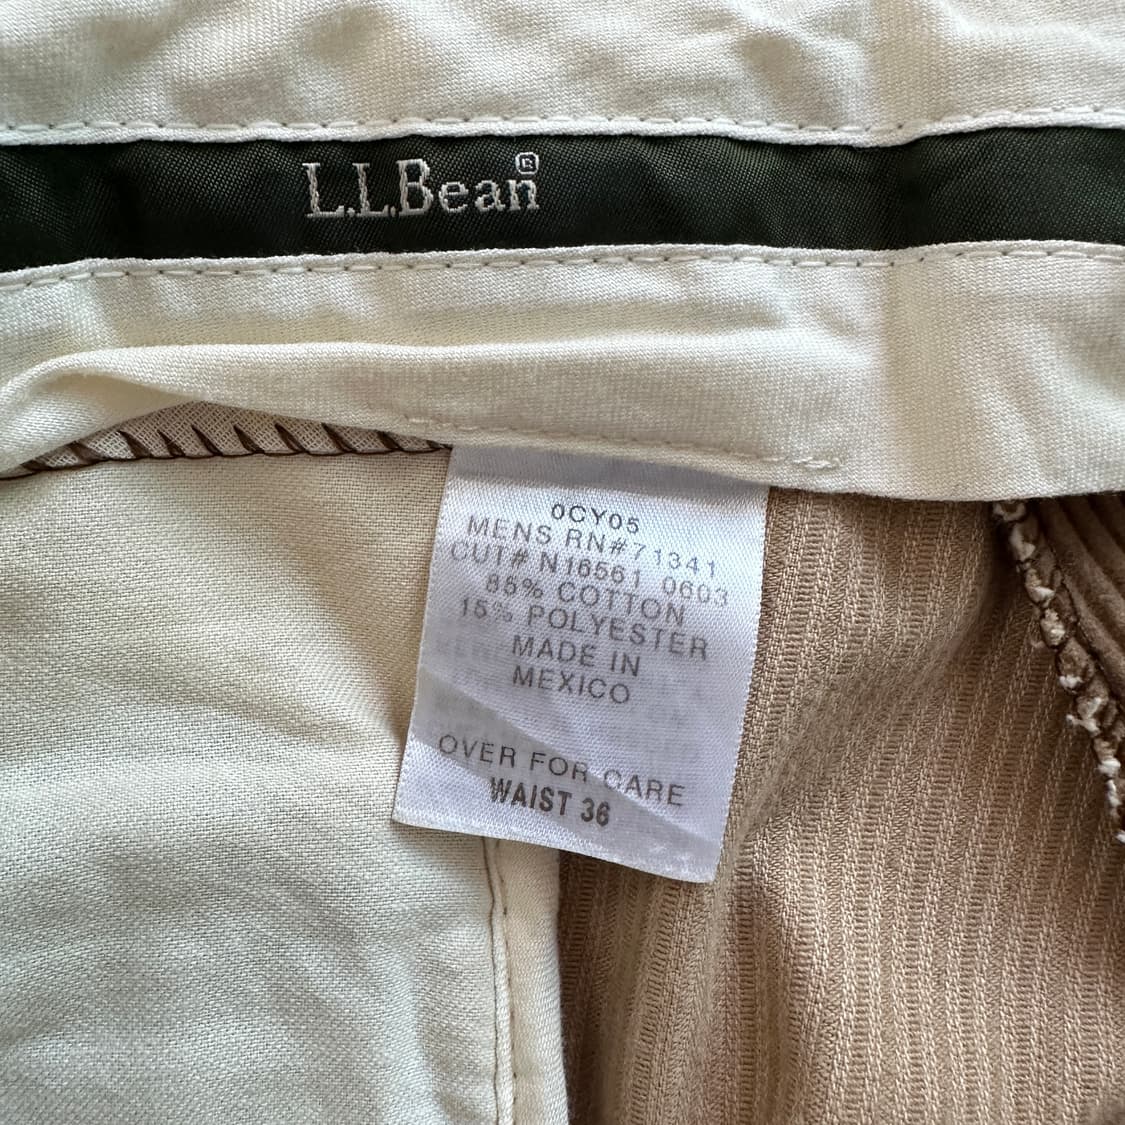 L.L.Bean®
0CY05
MENS RN#71341
CUT# N16561 0603
85% COTTON
15% POLYESTER
MADE IN
MEXICO
OVER FOR CARE
WAIST 36